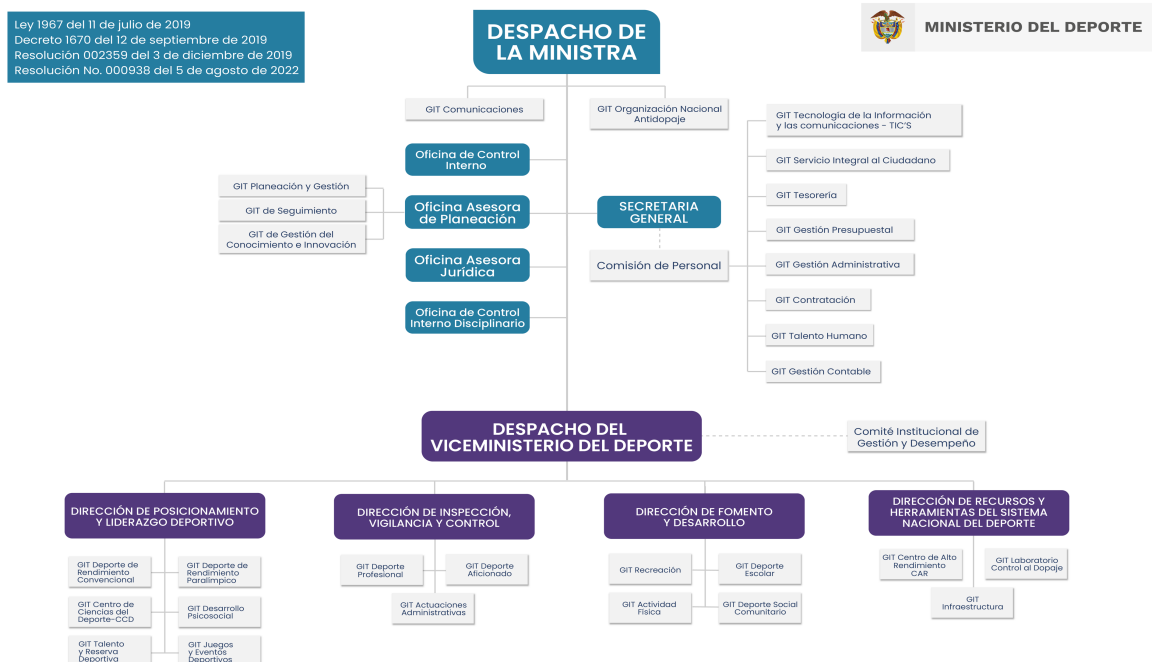 Ley 1967 del 11 de julio de 2019
Decreto 1670 del 12 de septiembre de 2019
Resolución 002359 del 3 de diciembre de 2019
Resolución No. 000938 del 5 de agosto de 2022
DESPACHO DE
LA MINISTRA
MINISTERIO DEL DEPORTE
GIT Comunicaciones
GIT Organización Nacional
Antidopaje
Oficina de Control
Interno
GIT Planeación y Gestión
GIT de Seguimiento
GIT de Gestión del
Conocimiento e Innovación
Oficina Asesora
de Planeación
SECRETARIA
GENERAL
Oficina Asesora
Jurídica
Comisión de Personal
Oficina de Control
Interno Disciplinario
GIT Tecnología de la Información
y las comunicaciones - TIC'S
GIT Servicio Integral al Ciudadano
GIT Tesorería
GIT Gestión Presupuestal
GIT Gestión Administrativa
GIT Contratación
GIT Talento Humano
GIT Gestión Contable
DESPACHO DEL
VICEMINISTERIO DEL DEPORTE
Comité Institucional de
Gestión y Desempeño
DIRECCIÓN DE POSICIONAMIENTO
Y LIDERAZGO DEPORTIVO
GIT Deporte de
Rendimiento
Convencional
GIT Deporte de
Rendimiento
Paralímpico
GIT Centro de
Ciencias del
Deporte-CCD
GIT Desarrollo
Psicosocial
GIT Talento
y Reserva
Deportiva
GIT Juegos
y Eventos
Deportivos
DIRECCIÓN DE INSPECCIÓN,
VIGILANCIA Y CONTROL
GIT Deporte
Profesional
GIT Deporte
Aficionado
GIT Actuaciones
Administrativas
DIRECCIÓN DE FOMENTO
Y DESARROLLO
GIT Recreación
GIT Deporte
Escolar
GIT Actividad
Física
GIT Deporte Social
Comunitario
DIRECCIÓN DE RECURSOS Y
HERRAMIENTAS DEL SISTEMA
NACIONAL DEL DEPORTE
GIT Centro de Alto
Rendimiento
CAR
GIT Laboratorio
Control al Dopaje
GIT
Infraestructura